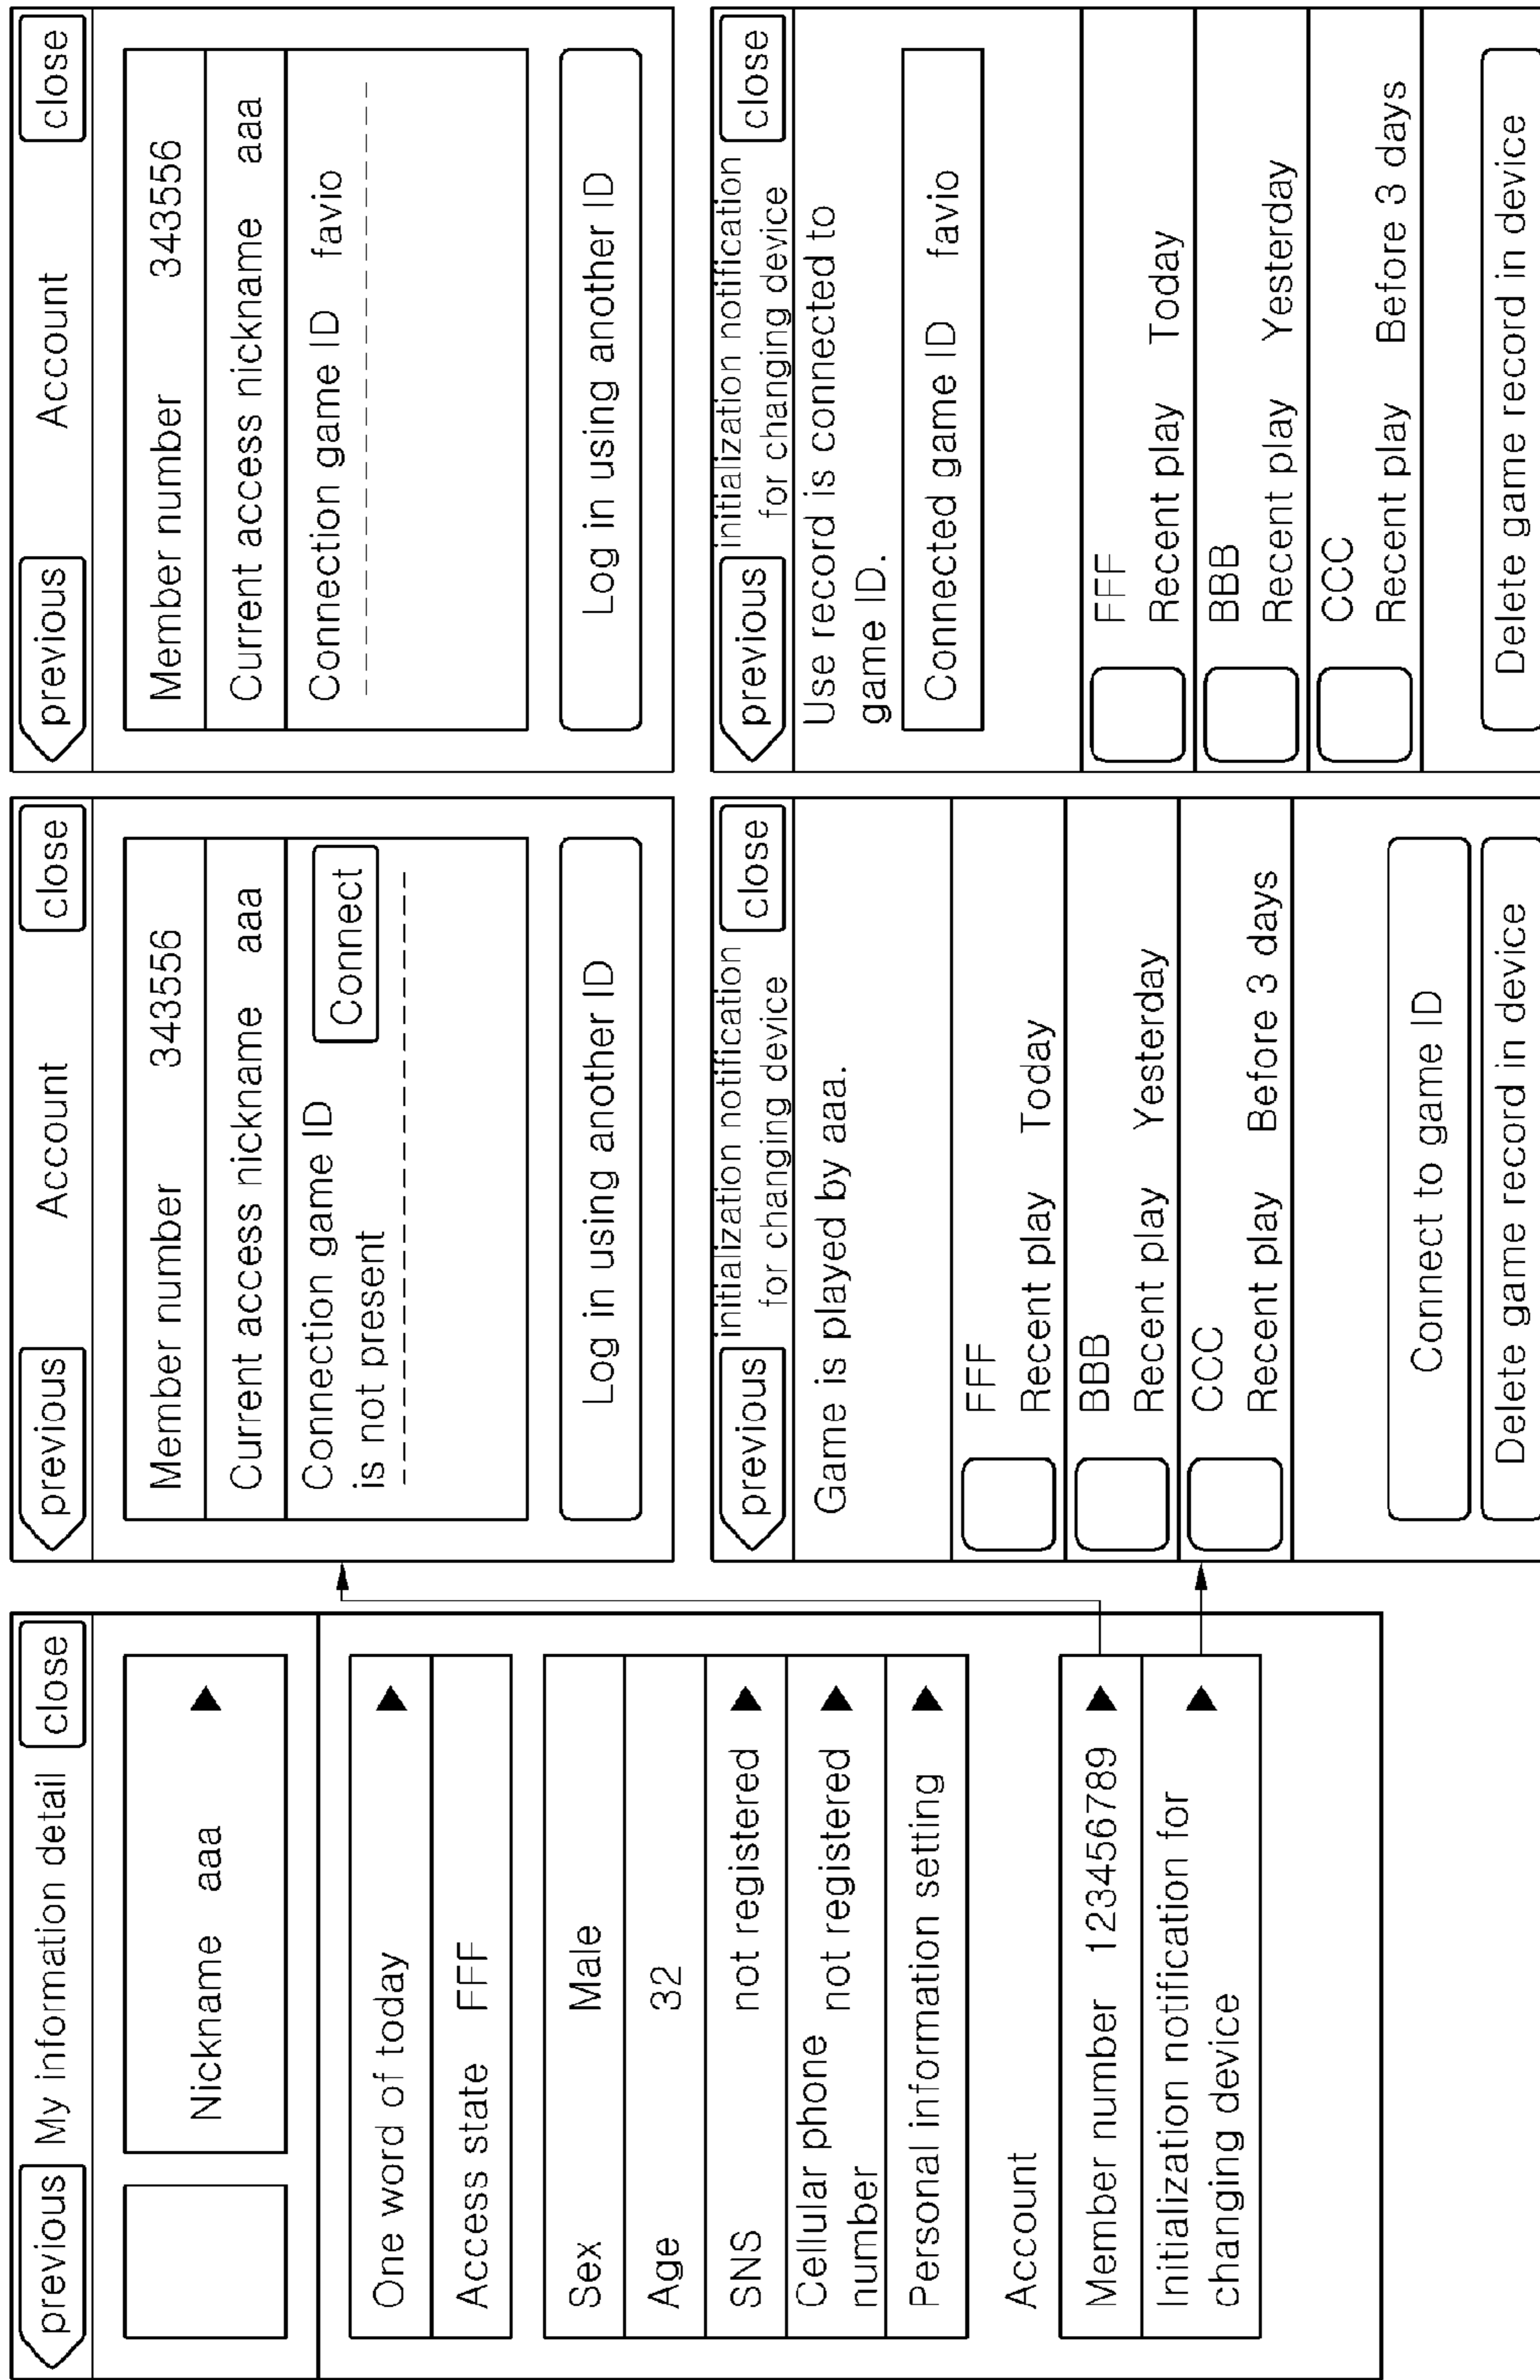 previous My information detail close
Nickname aaa
One word of today
Access state FFF
Sex Male
Age 32
SNS not registered
Cellular phone
number not registered
Personal information setting
Account
Member number 123456789
Initialization notification for
changing device
previous Account close
Member number 343556
Current access nickname aaa
Connection game ID
is not present Connect
Log in using another ID
previous Account close
Member number 343556
Current access nickname aaa
Connection game ID favio
Log in using another ID
previous initialization notification close
for changing device
Game is played by aaa.
FFF
Recent play Today
BBB
Recent play Yesterday
CCC
Recent play Before 3 days
Connect to game ID
Delete game record in device
previous initialization notification close
for changing device
Use record is connected to
game ID.
Connected game ID favio
FFF
Recent play Today
BBB
Recent play Yesterday
CCC
Recent play Before 3 days
Delete game record in device